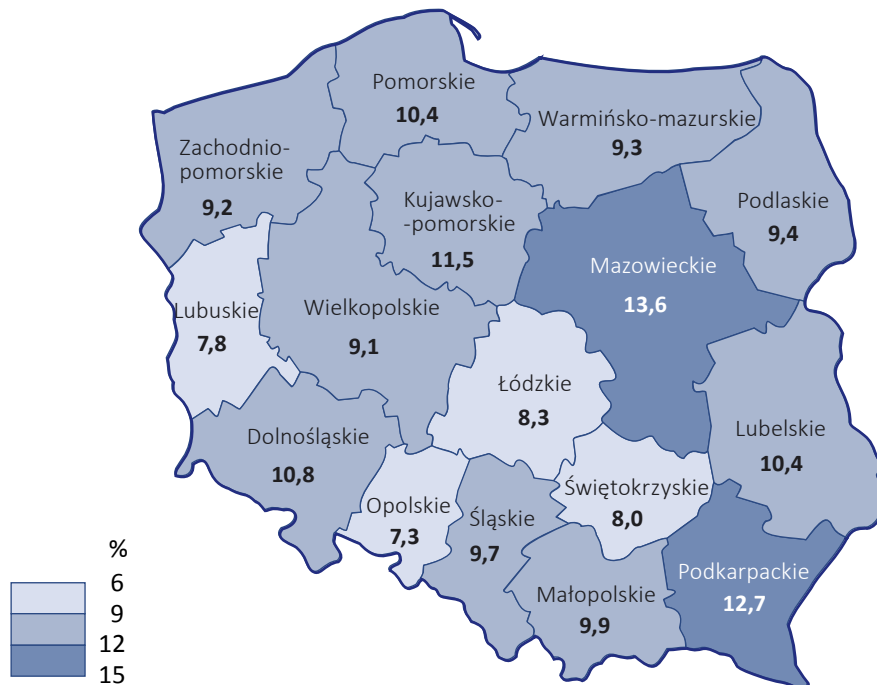 Pomorskie
10,4
Warmińsko-mazurskie
9,3
Zachodnio-
pomorskie
9,2
Kujawsko-
-pomorskie
11,5
Podlaskie
9,4
Mazowieckie
13,6
Lubuskie
7,8
Wielkopolskie
9,1
Łódzkie
8,3
Dolnośląskie
10,8
Lubelskie
10,4
Opolskie
7,3
Śląskie
9,7
Świętokrzyskie
8,0
Małopolskie
9,9
Podkarpackie
12,7
%
6
9
12
15